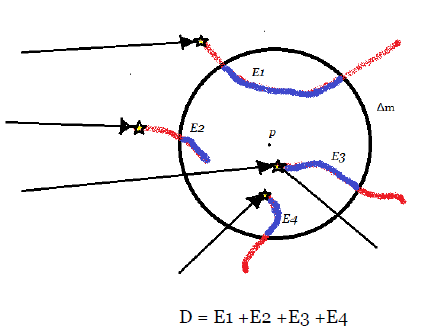 E1
Δm
E2
p
E3
E4
D = E1 +E2 +E3 +E4